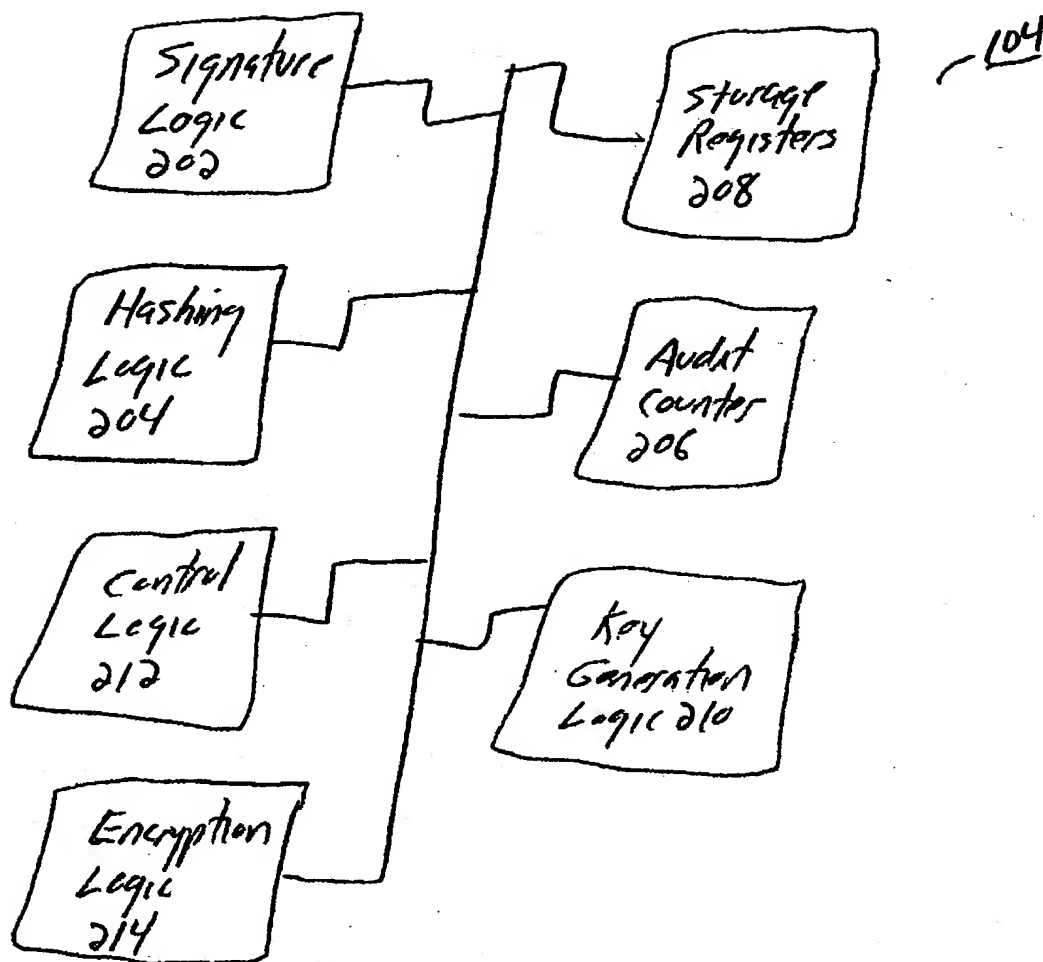 104
Signature
Logic
202
Storage
Registers
208
Hashing
Logic
204
Audit
Counter
206
Control
Logic
212
Key
Generation
Logic 210
Encryption
Logic
214